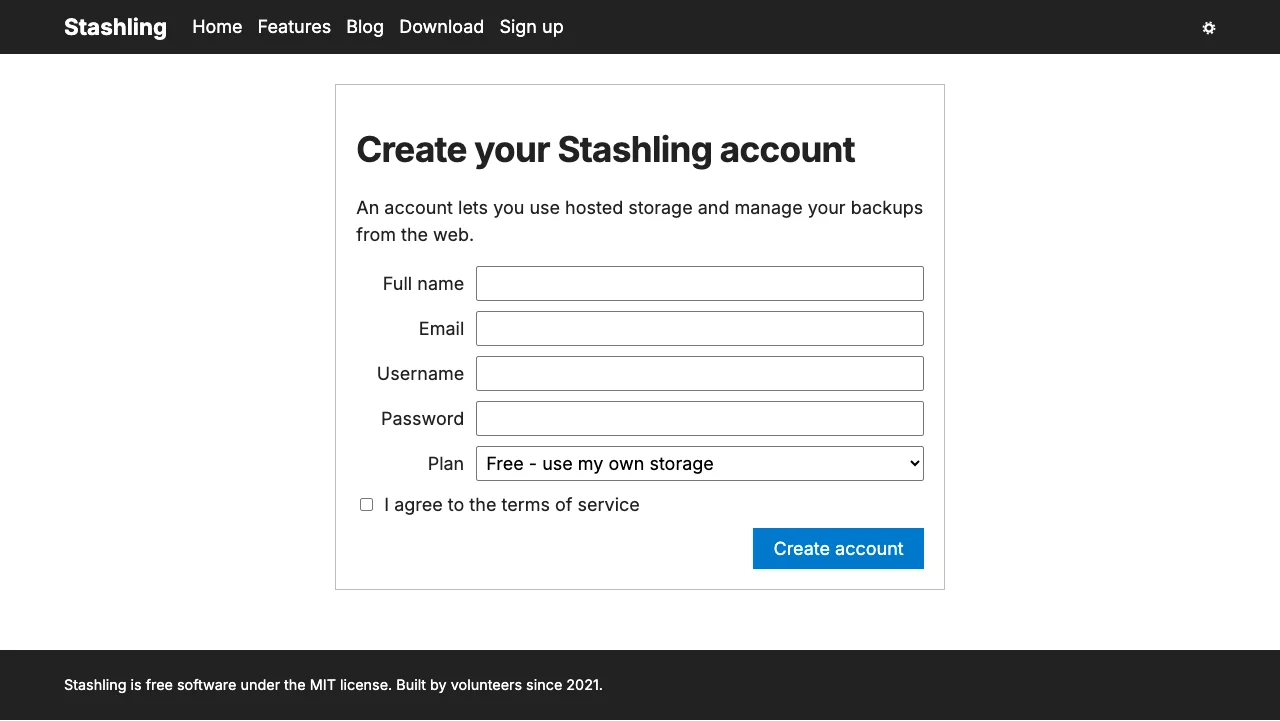 Stashling Home Features Blog Download Sign up
Create your Stashling account
An account lets you use hosted storage and manage your backups
from the web.
Full name
Email
Username
Password
Plan Free - use my own storage
I agree to the terms of service
Create account
Stashling is free software under the MIT license. Built by volunteers since 2021.